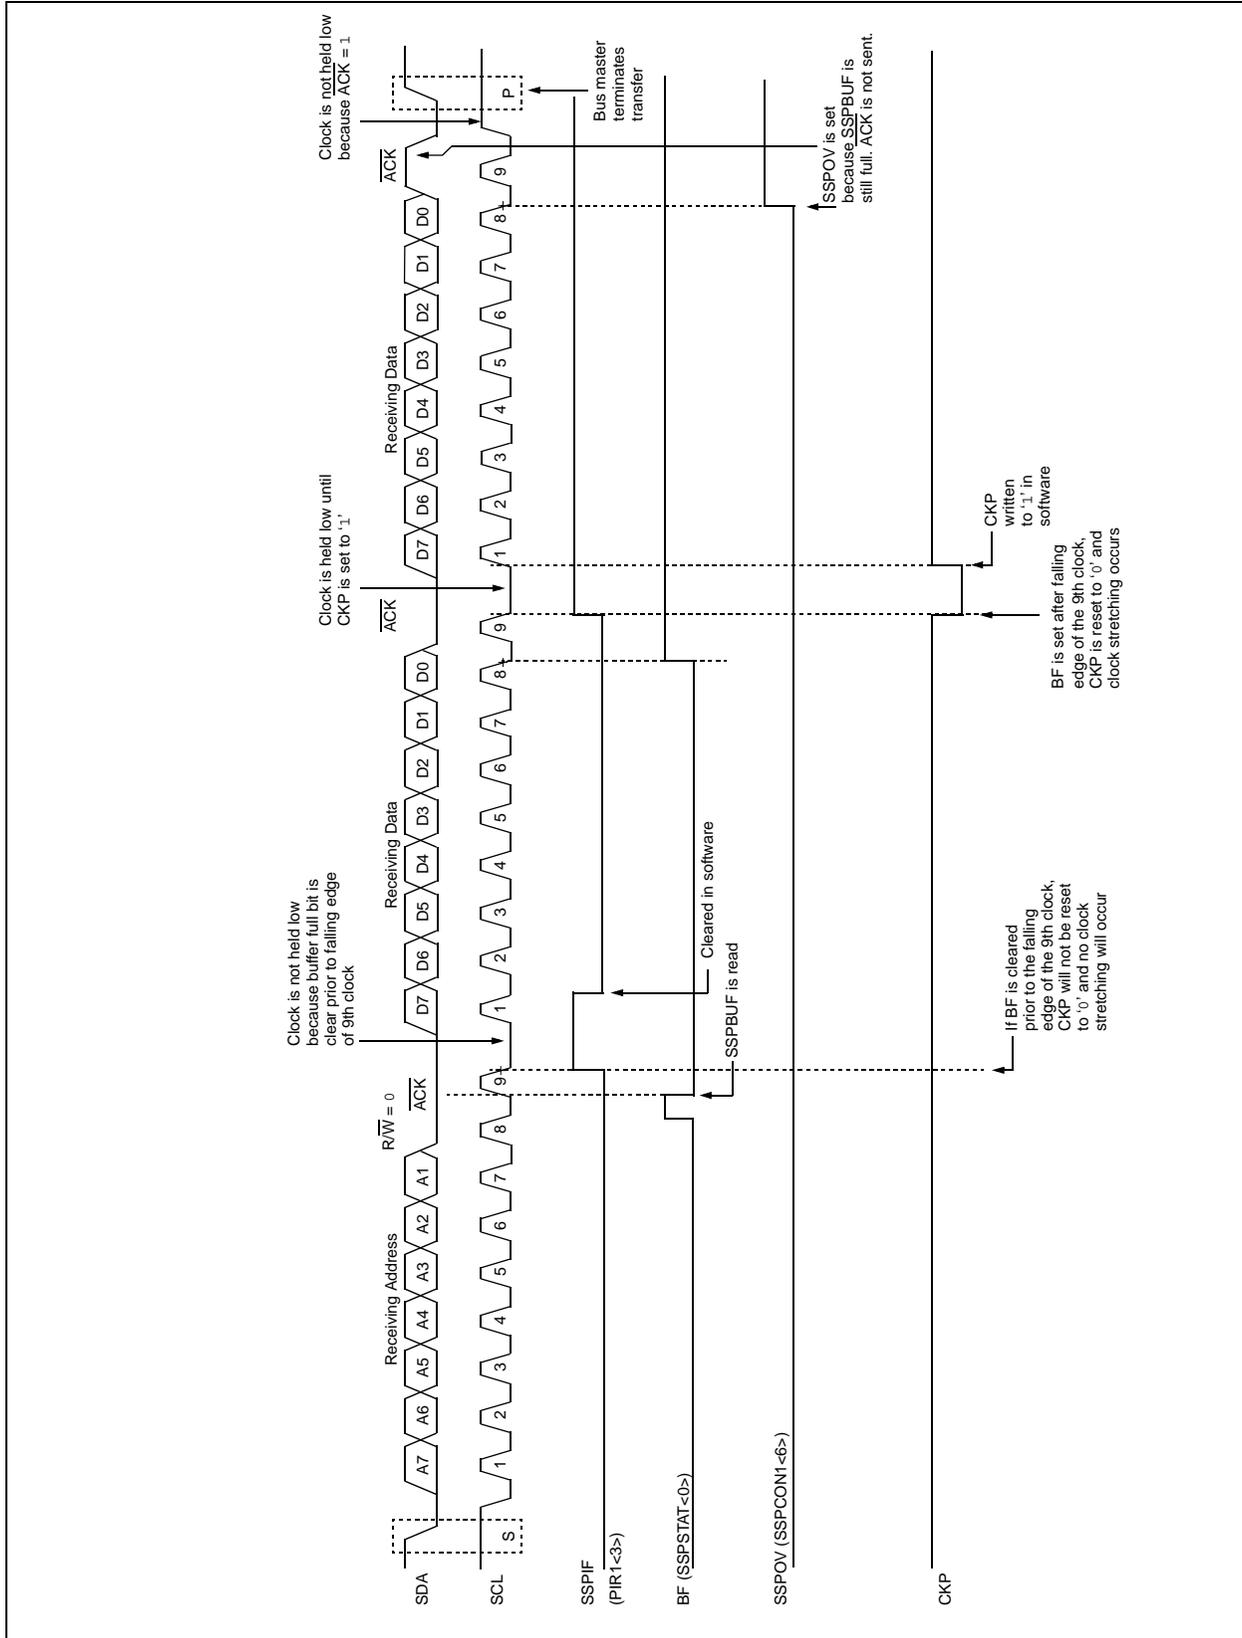 Clock is not held low
because buffer full bit is
clear prior to falling edge
of 9th clock
Clock is held low until
CKP is set to ‘1’
Clock is not held low
because ACK = 1
Receiving Address
R/W = 0
ACK
Receiving Data
ACK
Receiving Data
ACK
SDA
A7 A6 A5 A4 A3 A2 A1
D7 D6 D5 D4 D3 D2 D1 D0
D7 D6 D5 D4 D3 D2 D1 D0
SCL
S
1 2 3 4 5 6 7 8 9
1 2 3 4 5 6 7 8 9
1 2 3 4 5 6 7 8 9
P
SSPIF
(PIR1<3>)
Bus master
terminates
transfer
BF (SSPSTAT<0>)
Cleared in software
SSPBUF is read
SSPOV (SSPCON1<6>)
SSPOV is set
because SSPBUF is
still full. ACK is not sent.
CKP
CKP
written
to ‘1’ in
software
If BF is cleared
prior to the falling
edge of the 9th clock,
CKP will not be reset
to ‘0’ and no clock
stretching will occur
BF is set after falling
edge of the 9th clock,
CKP is reset to ‘0’ and
clock stretching occurs